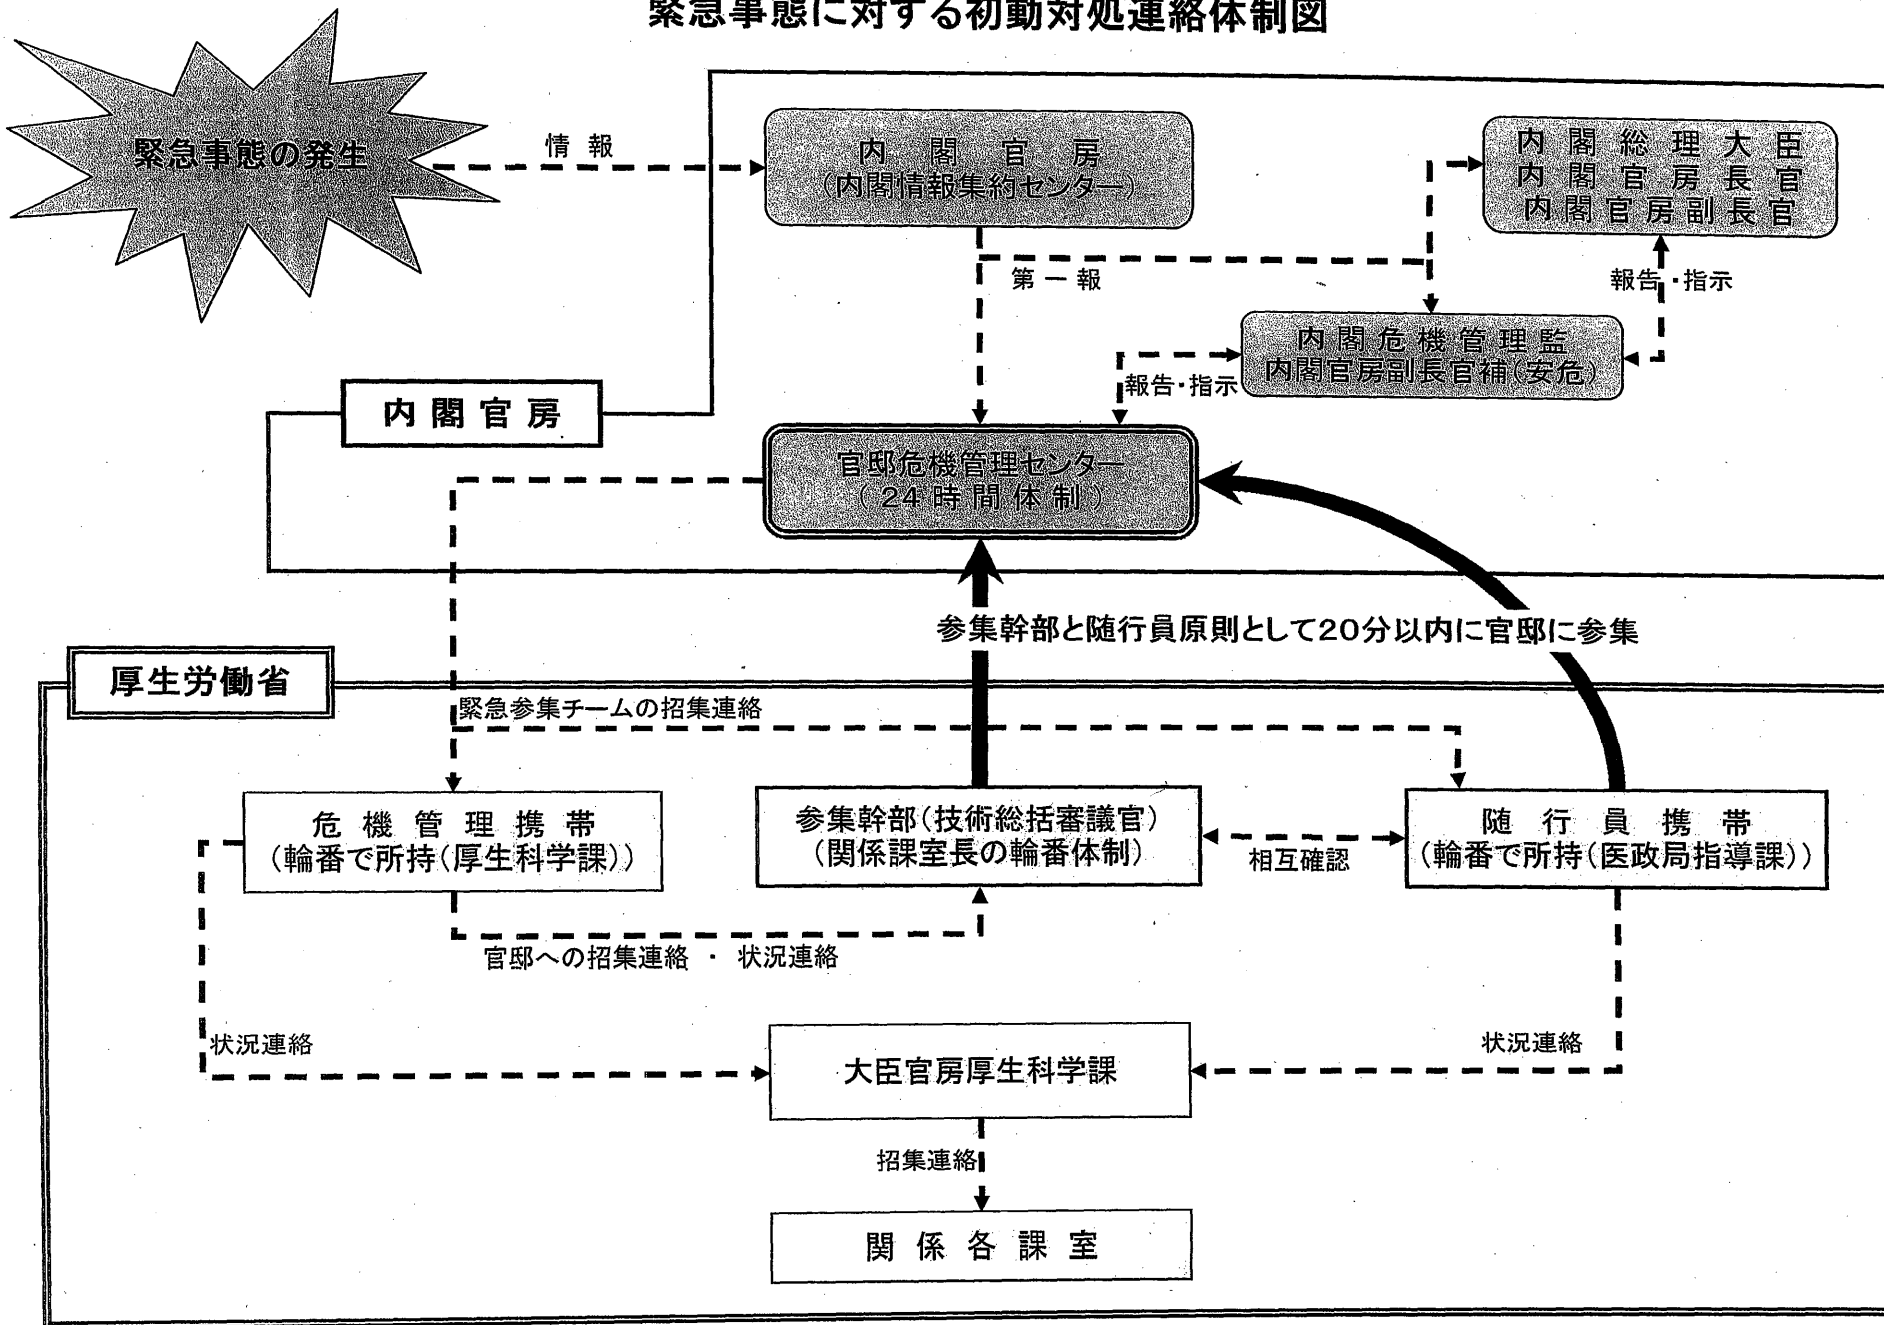 緊急事態に対する初動対処連絡体制図
緊急事態の発生
情報
内閣官房
(内閣情報集約センター)
内閣総理大臣
内閣官房長官
内閣官房副長官
第一報
報告・指示
内閣危機管理監
内閣官房副長官補(安危)
報告・指示
内閣官房
官邸危機管理センター
(24時間体制)
参集幹部と随行員原則として20分以内に官邸に参集
厚生労働省
緊急参集チームの招集連絡
危機管理携帯
(輪番で所持(厚生科学課))
参集幹部(技術総括審議官)
(関係課室長の輪番体制)
相互確認
随行員携帯
(輪番で所持(医政局指導課))
官邸への招集連絡・状況連絡
状況連絡
大臣官房厚生科学課
状況連絡
招集連絡
関係各課室